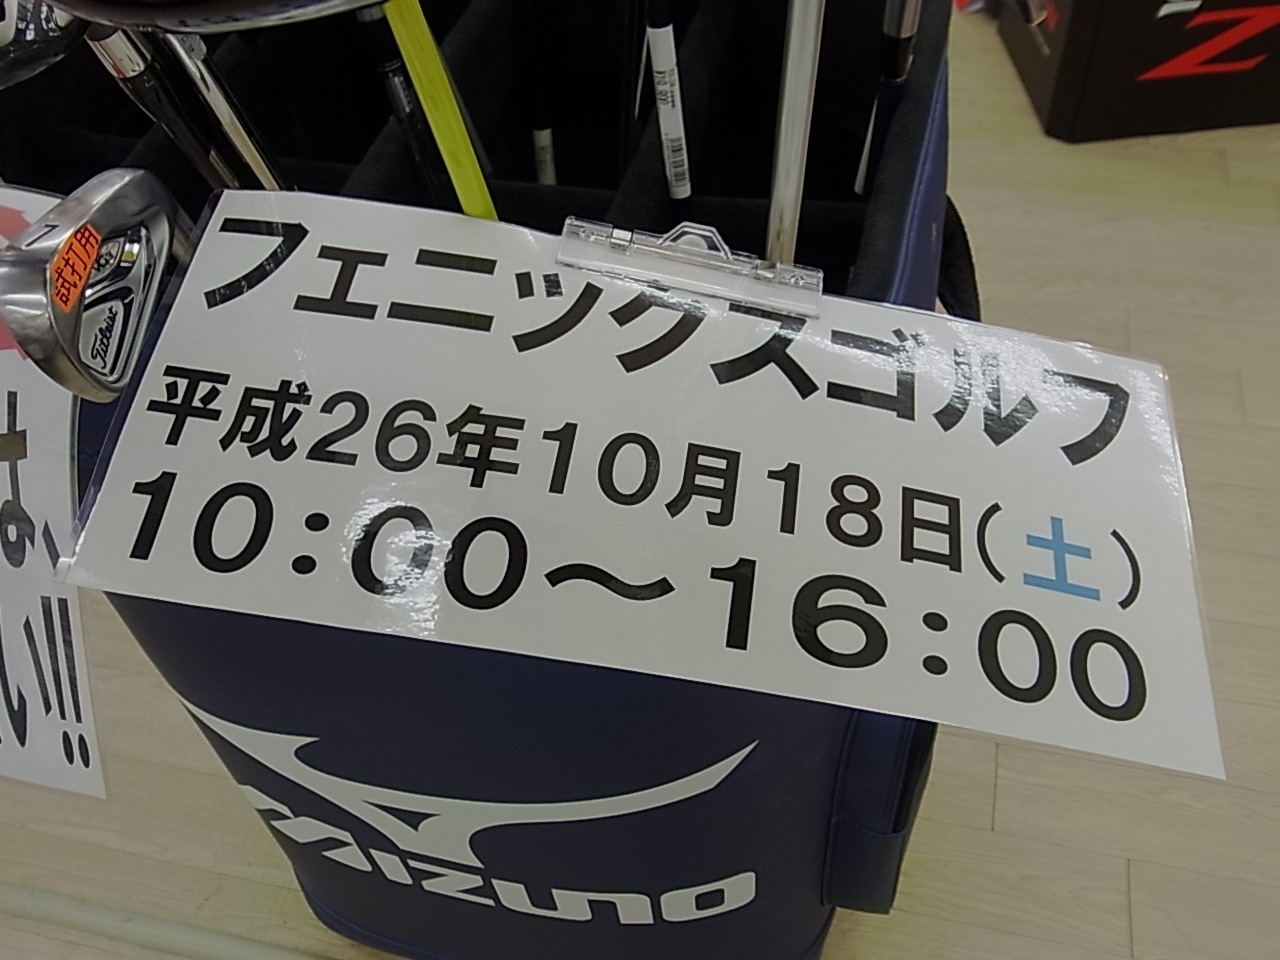 フェニックスゴルフ
平成26年10月18日(土)
10：00～16：00
MIZUNO
7
試打用
Titleist
Z
!!